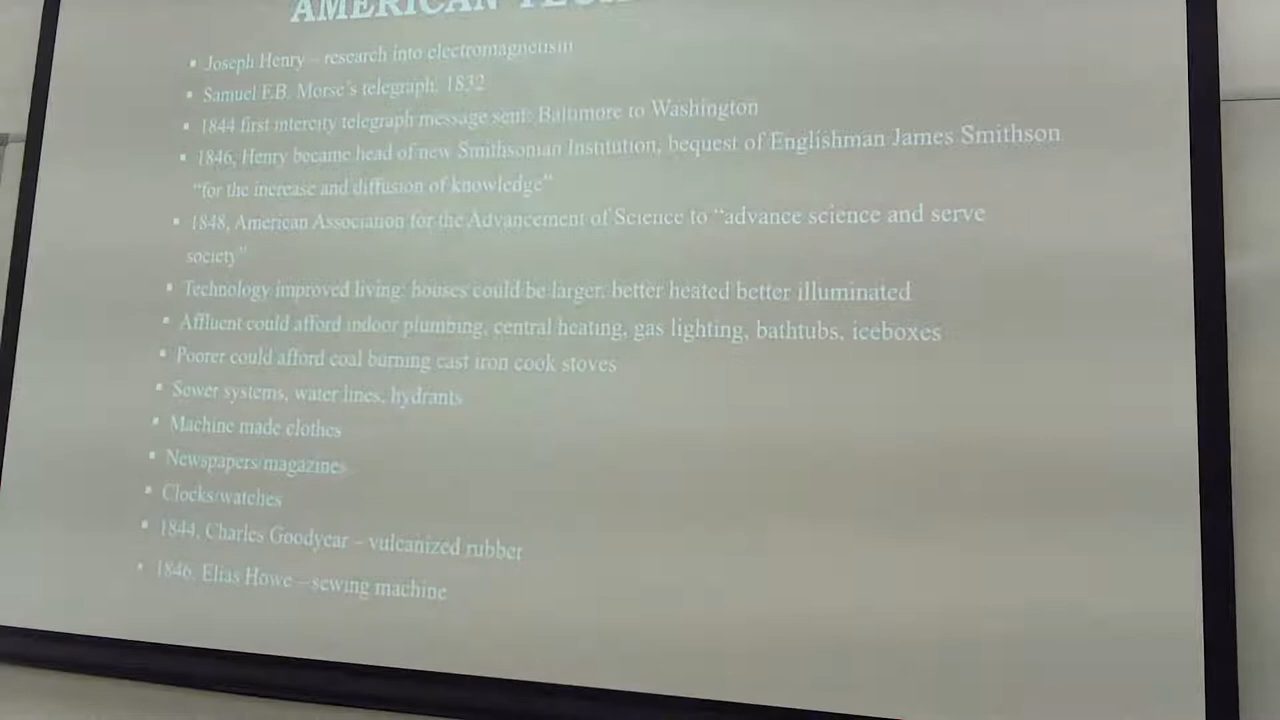 AMERICAN
▪ Joseph Henry – research into electromagnetism
▪ Samuel F.B. Morse's telegraph, 1832
▪ 1844 first intercity telegraph message sent: Baltimore to Washington
▪ 1846, Henry became head of new Smithsonian Institution, bequest of Englishman James Smithson
"for the increase and diffusion of knowledge"
▪ 1848, American Association for the Advancement of Science to "advance science and serve
society"
▪ Technology improved living: houses could be larger, better heated better illuminated
▪ Affluent could afford indoor plumbing, central heating, gas lighting, bathtubs, iceboxes
▪ Poorer could afford coal burning cast iron cook stoves
▪ Sewer systems, water lines, hydrants
▪ Machine made clothes
▪ Newspapers/magazines
▪ Clocks/watches
▪ 1844, Charles Goodyear – vulcanized rubber
▪ 1846, Elias Howe – sewing machine